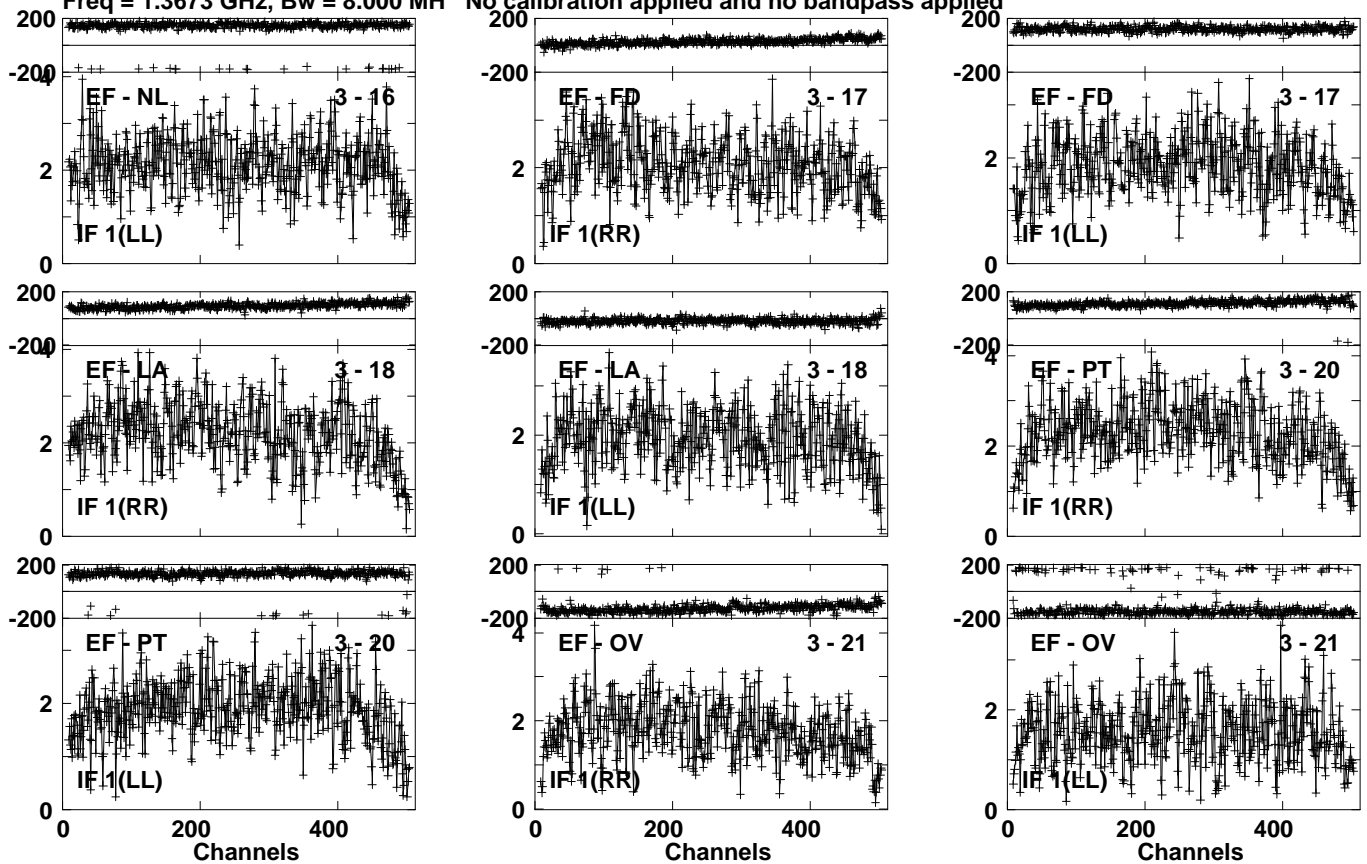 Freq = 1.3673 GHz, Bw = 8.000 MH No calibration applied and no bandpass applied
200 200 200
-200 -200 -200
4
EF - NL 3 - 16 EF - FD 3 - 17 EF - FD 3 - 17
2 2 2
IF 1(LL) IF 1(RR) IF 1(LL)
0 0 0
200 200 200
-200 -200 -200
4 4
EF - LA 3 - 18 EF - LA 3 - 18 EF - PT 3 - 20
2 2 2
IF 1(RR) IF 1(LL) IF 1(RR)
0 0 0
200 200 200
-200 -200 -200
4
EF - PT 3 - 20 EF - OV 3 - 21 EF - OV 3 - 21
2 2 2
IF 1(LL) IF 1(RR) IF 1(LL)
0 0 0
0 200 400 0 200 400 0 200 400
Channels Channels Channels